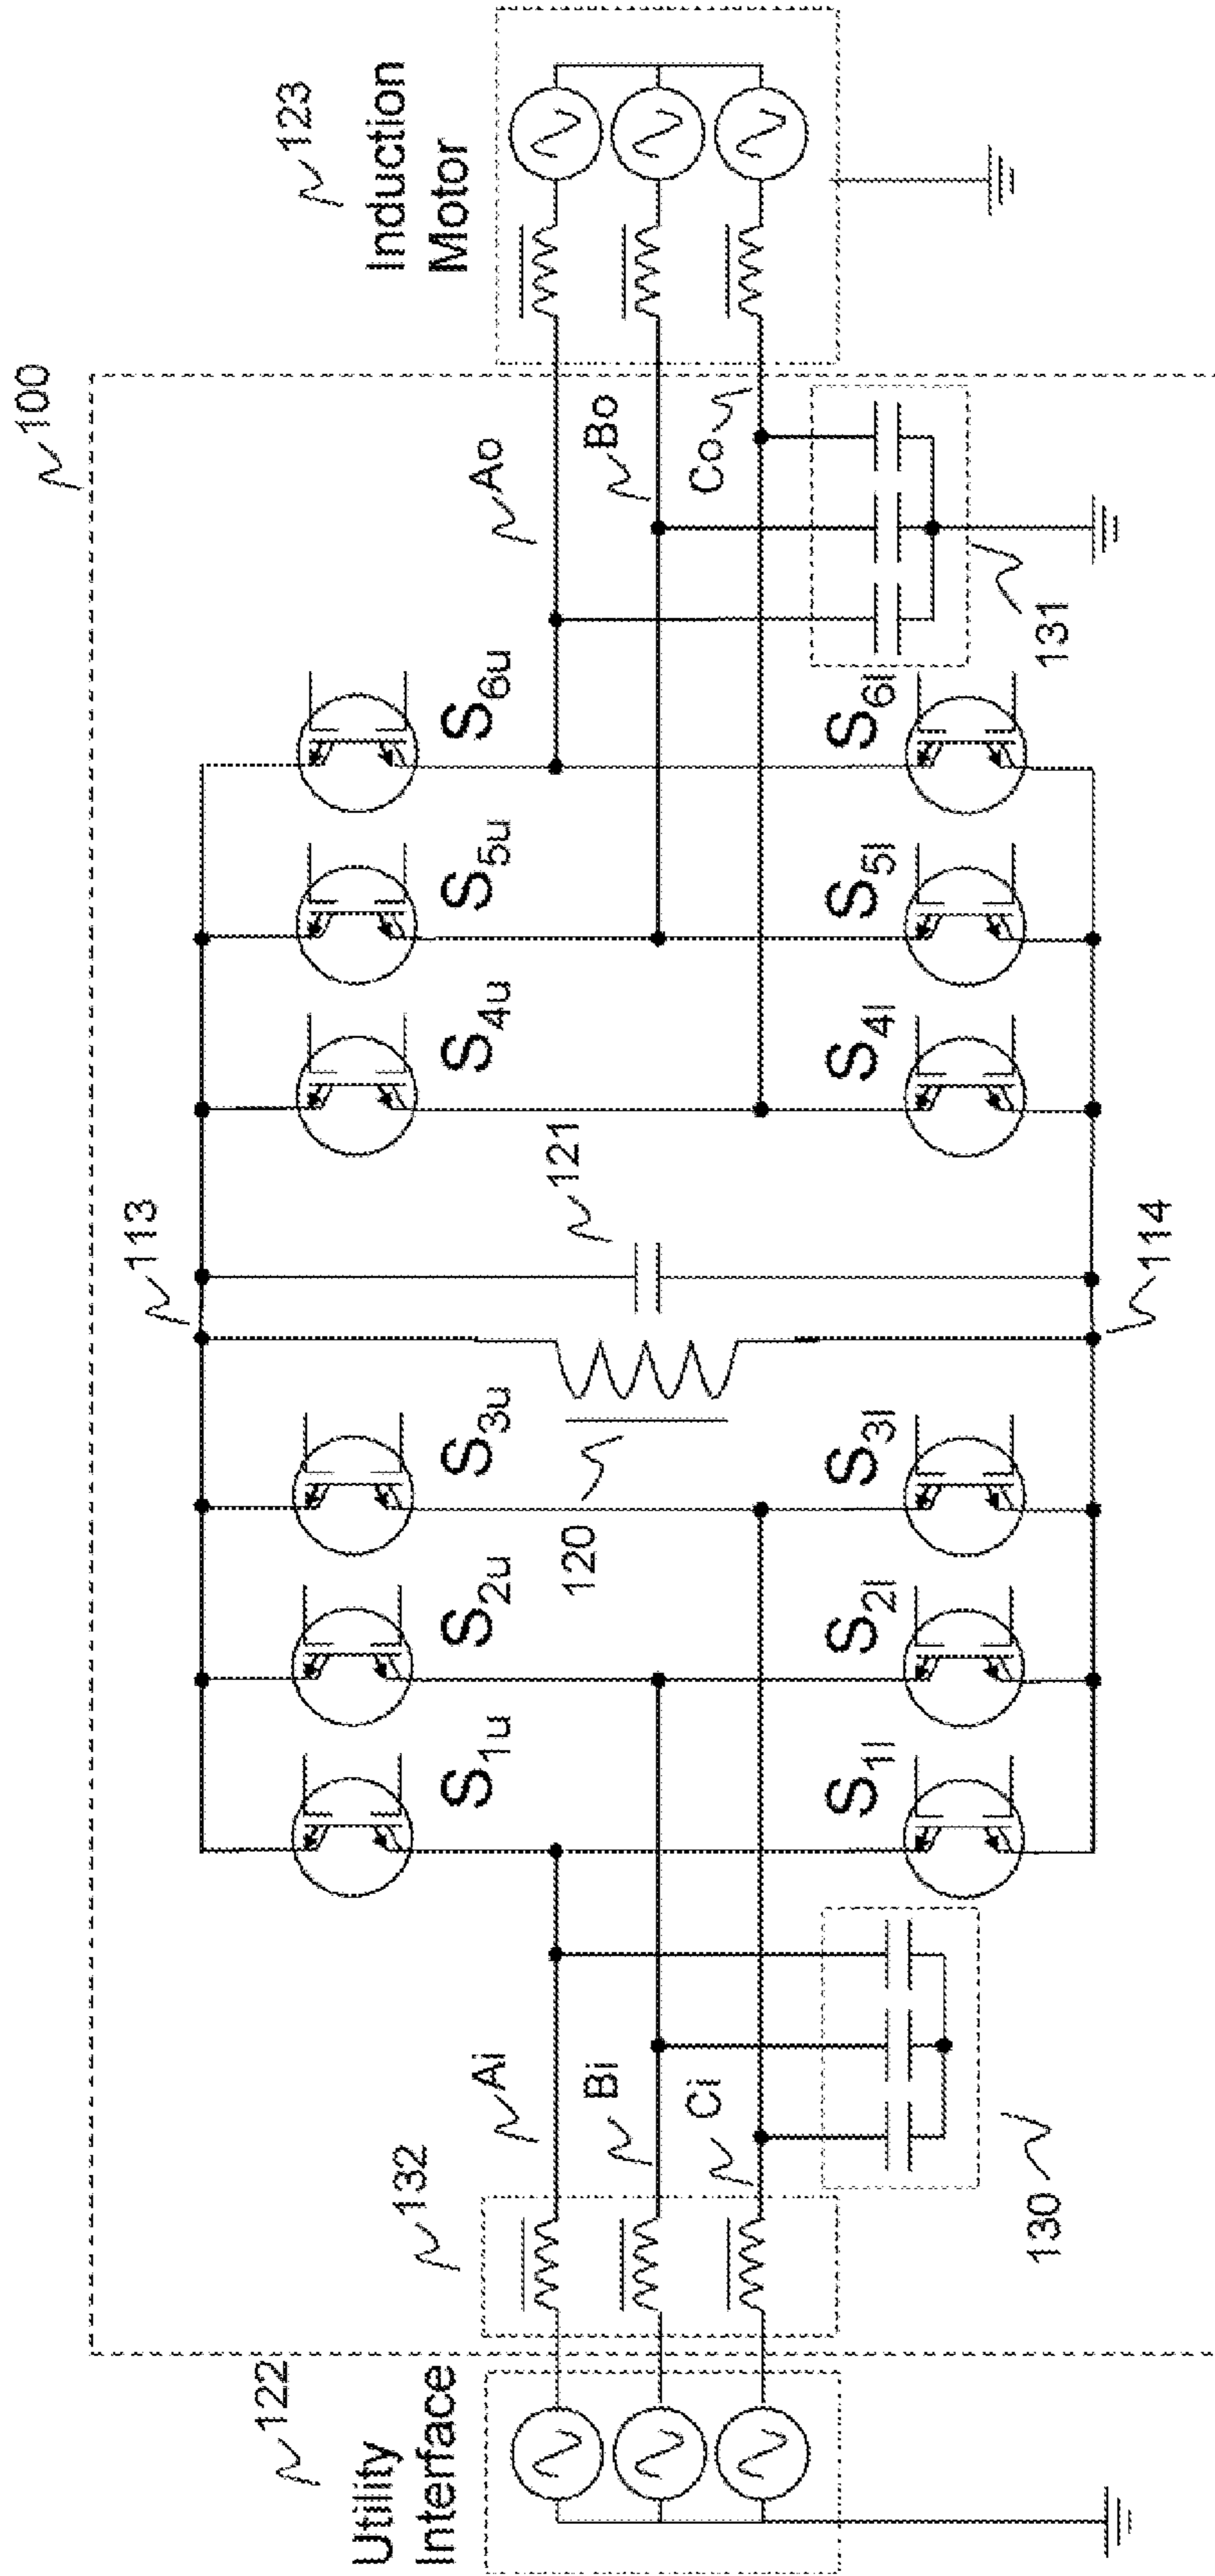 100
122
Utility
Interface
132
Ai
Bi
Ci
130
113
S1u
S2u
S3u
S4u
S5u
S6u
120
121
S1l
S2l
S3l
S4l
S5l
S6l
114
Ao
Bo
Co
131
123
Induction
Motor